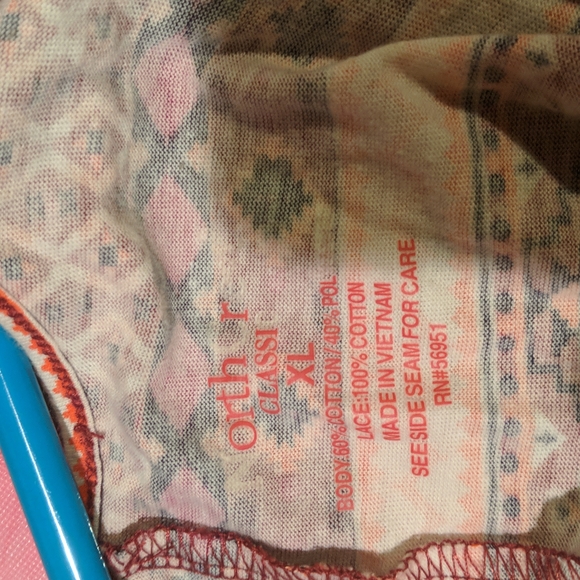 orth r
CLASSI
XL
BODY:60%COTTON/40% POL
LACE:100% COTTON
MADE IN VIETNAM
SEE SIDE SEAM FOR CARE
RN#56951